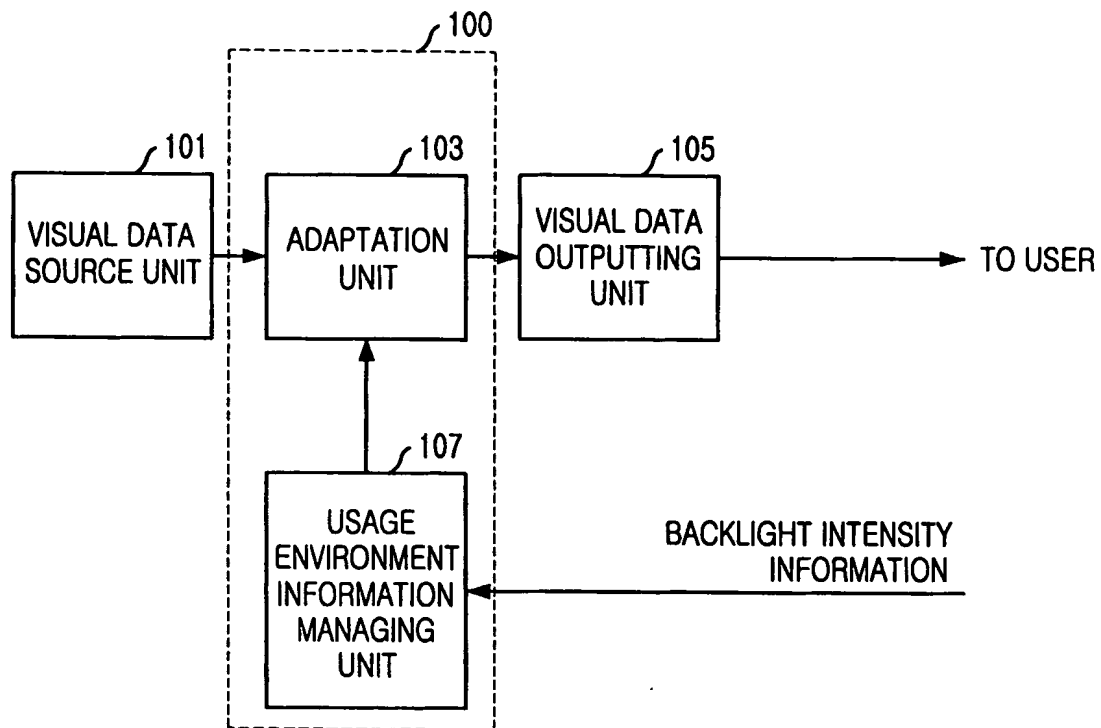 100
101
103
105
VISUAL DATA
SOURCE UNIT
ADAPTATION
UNIT
VISUAL DATA
OUTPUTTING
UNIT
TO USER
107
USAGE
ENVIRONMENT
INFORMATION
MANAGING
UNIT
BACKLIGHT INTENSITY
INFORMATION